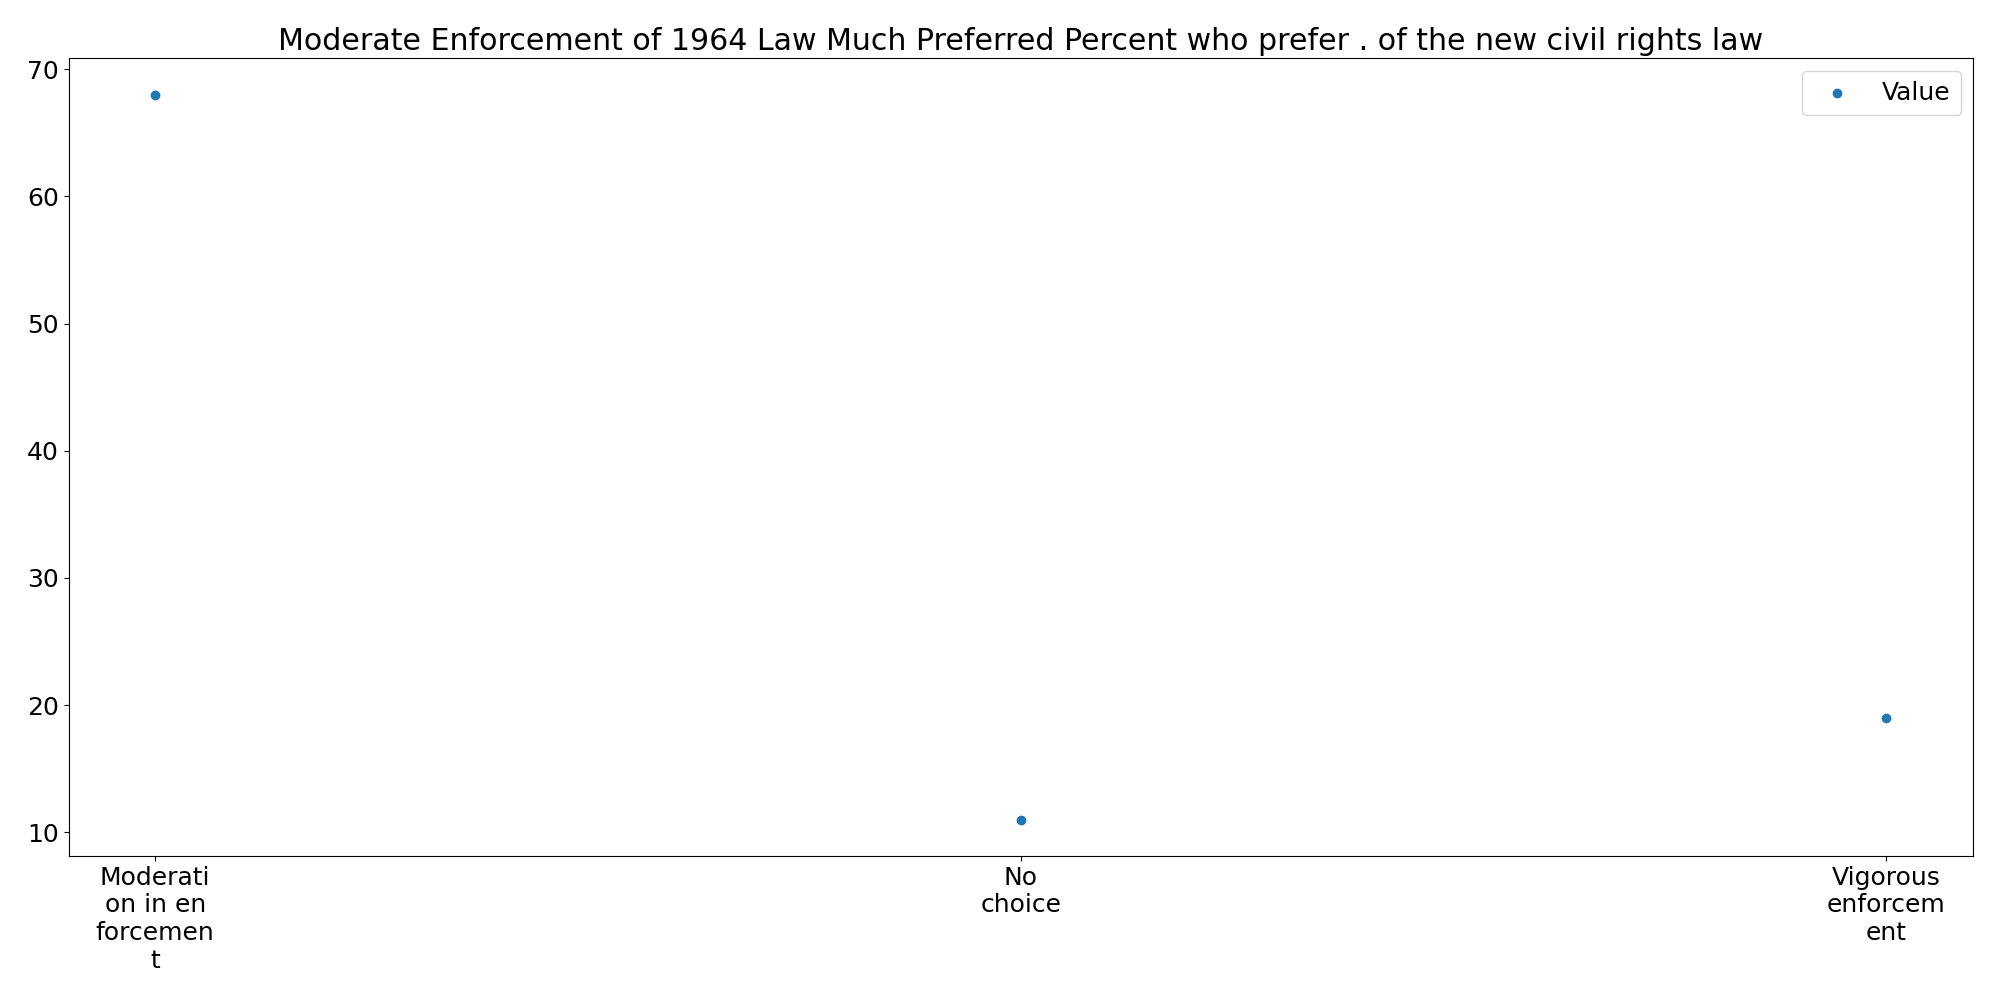 Moderate Enforcement of 1964 Law Much Preferred Percent who prefer . of the new civil rights law
Value
70
60
50
40
30
20
10
Moderati
on in en
forcemen
t
No
choice
Vigorous
enforcem
ent